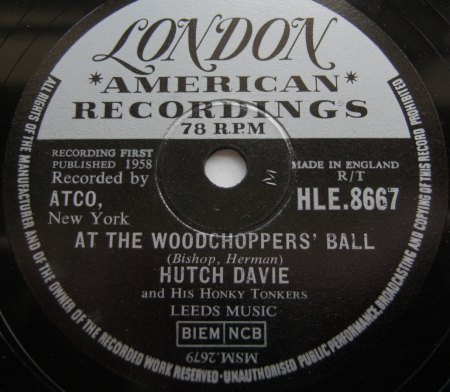 LONDON
*AMERICAN*
RECORDINGS
78 RPM
RECORDING FIRST
PUBLISHED 1958
Recorded by
ATCO,
New York
MADE IN ENGLAND
R/T
HLE.8667
M
AT THE WOODCHOPPERS' BALL
(Bishop, Herman)
HUTCH DAVIE
AND HIS HONKY TONKERS
LEEDS MUSIC
BIEM NCB
MSM.2679
ALL RIGHTS OF THE MANUFACTURER AND OF THE OWNER OF THE RECORDED WORK RESERVED-UNAUTHORISED PUBLIC PERFORMANCE BROADCASTING AND COPYING OF THIS RECORD PROHIBITED